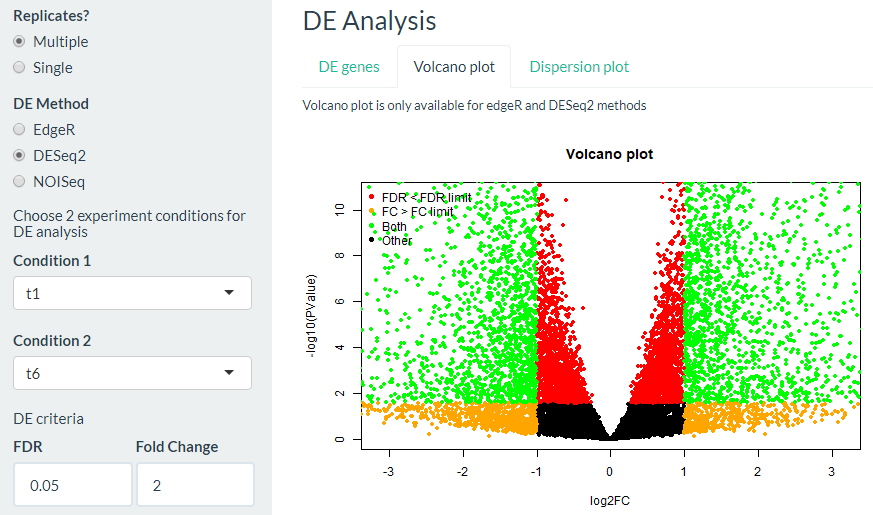 Replicates?
Multiple
Single
DE Method
EdgeR
DESeq2
NOISeq
Choose 2 experiment conditions for
DE analysis
Condition 1
t1
Condition 2
t6
DE criteria
FDR Fold Change
0.05 2
DE Analysis
DE genes Volcano plot Dispersion plot
Volcano plot is only available for edgeR and DESeq2 methods
Volcano plot
FDR < FDR limit
FC > FC limit
Both
Other
-log10(PValue)
10
8
6
4
2
0
-3 -2 -1 0 1 2 3
log2FC